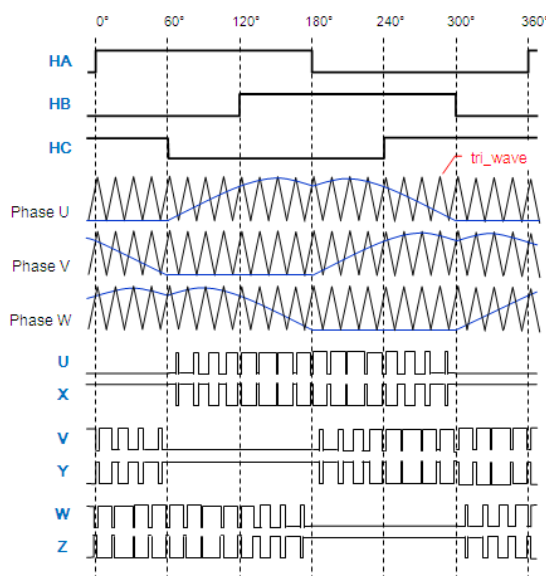 0° 60° 120° 180° 240° 300° 360°
HA
HB
HC
tri_wave
Phase U
Phase V
Phase W
U
X
V
Y
W
Z